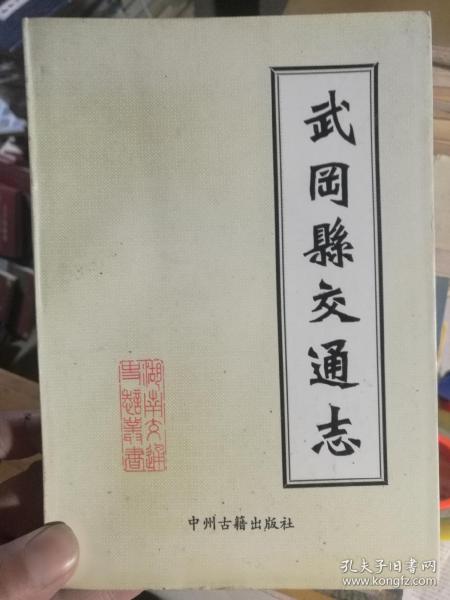 武岡縣交通志
湖南交通
史志叢書
中州古籍出版社
孔夫子旧书网
www.kongfz.com